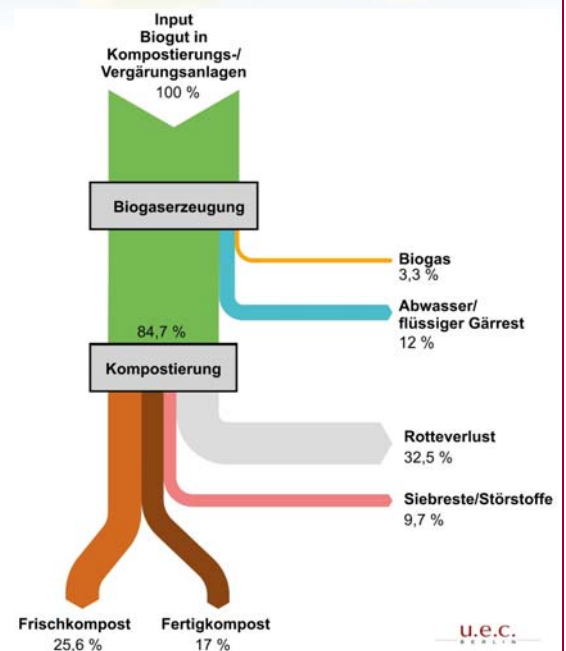 Input
Biogut in
Kompostierungs-/
Vergärungsanlagen
100 %
Biogaserzeugung
Biogas
3,3 %
Abwasser/
flüssiger Gärrest
12 %
84,7 %
Kompostierung
Rotteverlust
32,5 %
Siebreste/Störstoffe
9,7 %
Frischkompost
25,6 %
Fertigkompost
17 %
u.e.c.
BERLIN